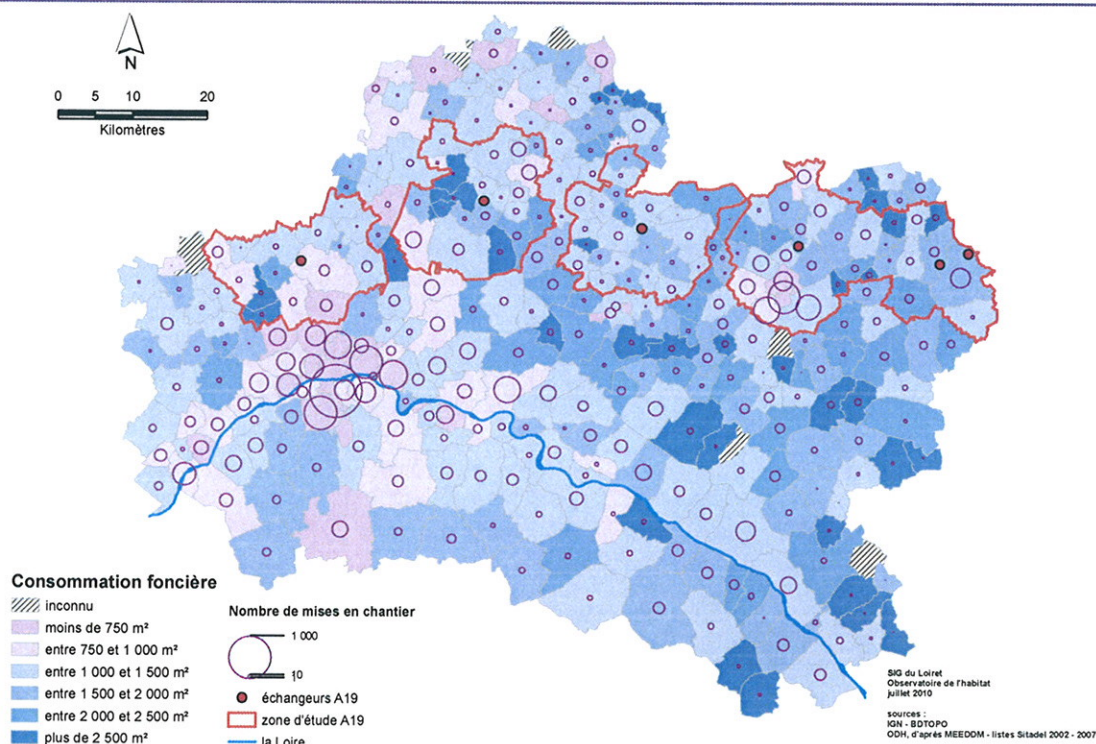 N
0 5 10 20
Kilomètres
Consommation foncière
inconnu
moins de 750 m²
entre 750 et 1 000 m²
entre 1 000 et 1 500 m²
entre 1 500 et 2 000 m²
entre 2 000 et 2 500 m²
plus de 2 500 m²
Nombre de mises en chantier
1 000
10
échangeurs A19
zone d'étude A19
la Loire
SIG du Loiret
Observatoire de l'habitat
juillet 2010
sources :
IGN - BDTOPO
ODH, d'après MEEDDM - listes Sitadel 2002 - 2007